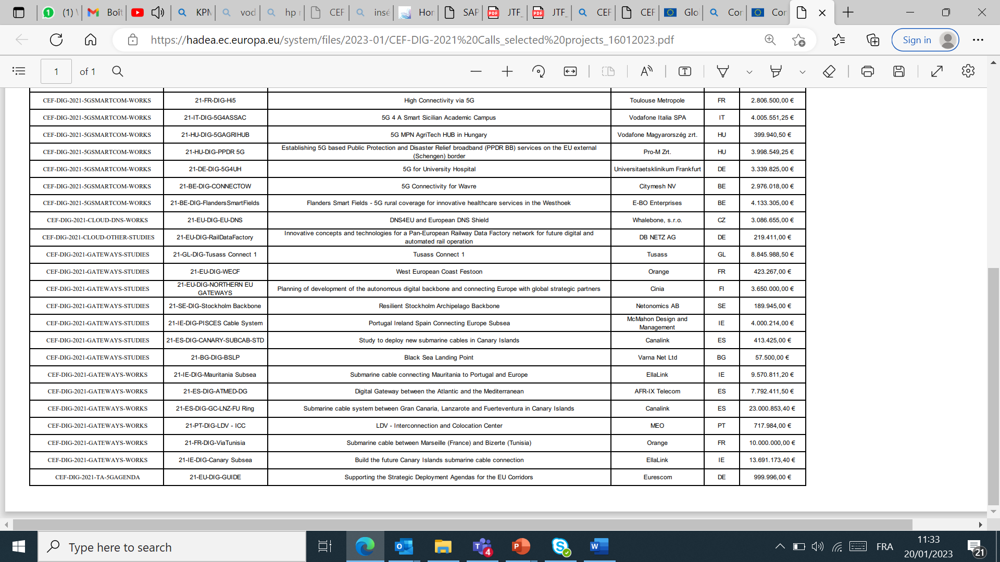 (1) 
Boît
KPM
vod
hp r
CEF
insé
Hor
SAP
JTF_
JTF_
CEF
CEF
Glo
Cor
Cor
https://hadea.ec.europa.eu/system/files/2023-01/CEF-DIG-2021%20Calls_selected%20projects_16012023.pdf
Sign in
1 of 1
CEF-DIG-2021-5GSMARTCOM-WORKS 21-FR-DIG-Hi5 High Connectivity via 5G Toulouse Metropole FR 2.806.500,00 €
CEF-DIG-2021-5GSMARTCOM-WORKS 21-IT-DIG-5G4ASSAC 5G 4 A Smart Sicilian Academic Campus Vodafone Italia SPA IT 4.005.551,25 €
CEF-DIG-2021-5GSMARTCOM-WORKS 21-HU-DIG-5GAGRIHUB 5G MPN AgriTech HUB in Hungary Vodafone Magyarorszég zrt. HU 399.940,50 €
CEF-DIG-2021-5GSMARTCOM-WORKS 21-HU-DIG-PPDR 5G Establishing 5G based Public Protection and Disaster Relief broadband (PPDR BB) services on the EU external
(Schengen) border Pro-M Zrt. HU 3.998.549,25 €
CEF-DIG-2021-5GSMARTCOM-WORKS 21-DE-DIG-5G4UH 5G for University Hospital Universitaetsklinikum Frankfurt DE 3.339.825,00 €
CEF-DIG-2021-5GSMARTCOM-WORKS 21-BE-DIG-CONNECTOW 5G Connectivity for Wavre Citymesh NV BE 2.976.018,00 €
CEF-DIG-2021-5GSMARTCOM-WORKS 21-BE-DIG-FlandersSmartFields Flanders Smart Fields - 5G rural coverage for innovative healthcare services in the Westhoek E-BO Enterprises BE 4.133.305,00 €
CEF-DIG-2021-CLOUD-DNS-WORKS 21-EU-DIG-EU-DNS DNS4EU and European DNS Shield Whalebone, s.r.o. CZ 3.086.655,00 €
CEF-DIG-2021-CLOUD-OTHER-STUDIES 21-EU-DIG-RailDataFactory Innovative concepts and technologies for a Pan-European Railway Data Factory network for future digital and
automated rail operation DB NETZ AG DE 219.411,00 €
CEF-DIG-2021-GATEWAYS-STUDIES 21-GL-DIG-Tusass Connect 1 Tusass Connect 1 Tusass GL 8.845.988,50 €
CEF-DIG-2021-GATEWAYS-STUDIES 21-EU-DIG-WECF West European Coast Festoon Orange FR 423.267,00 €
CEF-DIG-2021-GATEWAYS-STUDIES 21-EU-DIG-NORTHERN EU
GATEWAYS Planning of development of the autonomous digital backbone and connecting Europe with global strategic partners Cinia FI 3.650.000,00 €
CEF-DIG-2021-GATEWAYS-STUDIES 21-SE-DIG-Stockholm Backbone Resilient Stockholm Archipelago Backbone Netonomics AB SE 189.945,00 €
CEF-DIG-2021-GATEWAYS-STUDIES 21-IE-DIG-PISCES Cable System Portugal Ireland Spain Connecting Europe Subsea McMahon Design and
Management IE 4.000.214,00 €
CEF-DIG-2021-GATEWAYS-STUDIES 21-ES-DIG-CANARY-SUBCAB-STD Study to deploy new submarine cables in Canary Islands Canalink ES 413.425,00 €
CEF-DIG-2021-GATEWAYS-STUDIES 21-BG-DIG-BSLP Black Sea Landing Point Varna Net Ltd BG 57.500,00 €
CEF-DIG-2021-GATEWAYS-WORKS 21-IE-DIG-Mauritania Subsea Submarine cable connecting Mauritania to Portugal and Europe EllaLink IE 9.570.811,20 €
CEF-DIG-2021-GATEWAYS-WORKS 21-ES-DIG-ATMED-DG Digital Gateway between the Atlantic and the Mediterranean AFR-IX Telecom ES 7.792.411,50 €
CEF-DIG-2021-GATEWAYS-WORKS 21-ES-DIG-GC-LNZ-FU Ring Submarine cable system between Gran Canaria, Lanzarote and Fuerteventura in Canary Islands Canalink ES 23.000.853,40 €
CEF-DIG-2021-GATEWAYS-WORKS 21-PT-DIG-LDV - ICC LDV - Interconnection and Colocation Center MEO PT 717.984,00 €
CEF-DIG-2021-GATEWAYS-WORKS 21-FR-DIG-ViaTunisia Submarine cable between Marseille (France) and Bizerte (Tunisia) Orange FR 10.000.000,00 €
CEF-DIG-2021-GATEWAYS-WORKS 21-IE-DIG-Canary Subsea Build the future Canary Islands submarine cable connection EllaLink IE 13.691.173,40 €
CEF-DIG-2021-TA-5GAGENDA 21-EU-DIG-GUIDE Supporting the Strategic Deployment Agendas for the EU Corridors Eurescom DE 999.996,00 €
Type here to search
4
FRA
11:33
20/01/2023
21